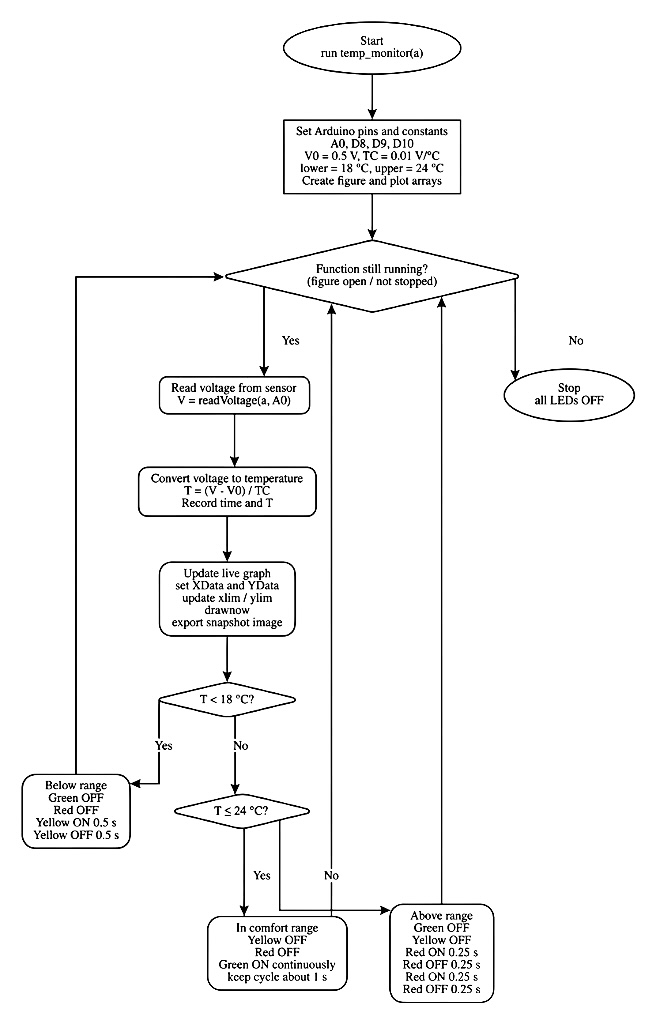 Start
run temp_monitor(a)
Set Arduino pins and constants
A0, D8, D9, D10
V0 = 0.5 V, TC = 0.01 V/°C
lower = 18 °C, upper = 24 °C
Create figure and plot arrays
Function still running?
(figure open / not stopped)
Yes
No
Read voltage from sensor
V = readVoltage(a, A0)
Stop
all LEDs OFF
Convert voltage to temperature
T = (V - V0) / TC
Record time and T
Update live graph
set XData and YData
update xlim / ylim
drawnow
export snapshot image
T < 18 °C?
Yes
No
Below range
Green OFF
Red OFF
Yellow ON 0.5 s
Yellow OFF 0.5 s
T ≤ 24 °C?
Yes
No
In comfort range
Yellow OFF
Red OFF
Green ON continuously
keep cycle about 1 s
Above range
Green OFF
Yellow OFF
Red ON 0.25 s
Red OFF 0.25 s
Red ON 0.25 s
Red OFF 0.25 s